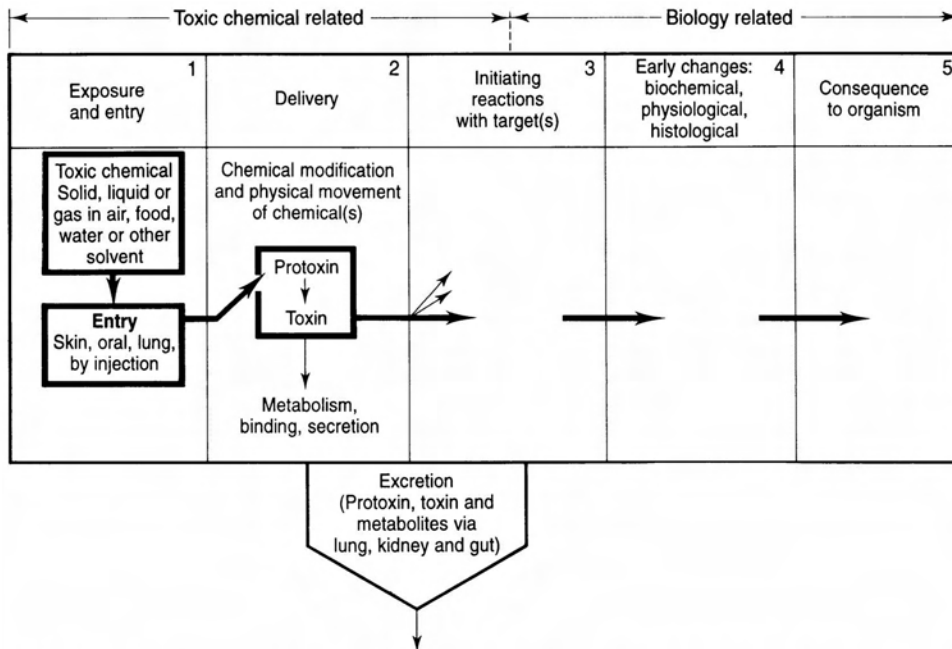 Toxic chemical related
Biology related
1
Exposure
and entry
2
Delivery
3
Initiating
reactions
with target(s)
4
Early changes:
biochemical,
physiological,
histological
5
Consequence
to organism
Toxic chemical
Solid, liquid or
gas in air, food,
water or other
solvent
Entry
Skin, oral, lung,
by injection
Chemical modification
and physical movement
of chemical(s)
Protoxin
Toxin
Metabolism,
binding, secretion
Excretion
(Protoxin, toxin and
metabolites via
lung, kidney and gut)